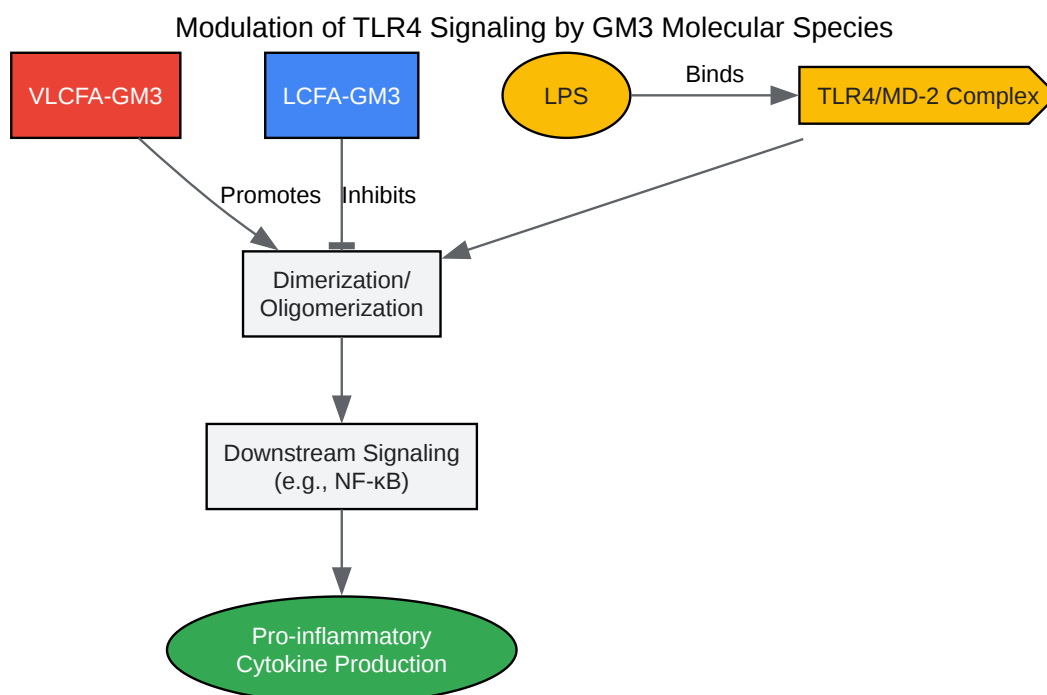 Modulation of TLR4 Signaling by GM3 Molecular Species
VLCFA-GM3
LCFA-GM3
LPS
Binds
TLR4/MD-2 Complex
Promotes
Inhibits
Dimerization/
Oligomerization
Downstream Signaling
(e.g., NF-κB)
Pro-inflammatory
Cytokine Production